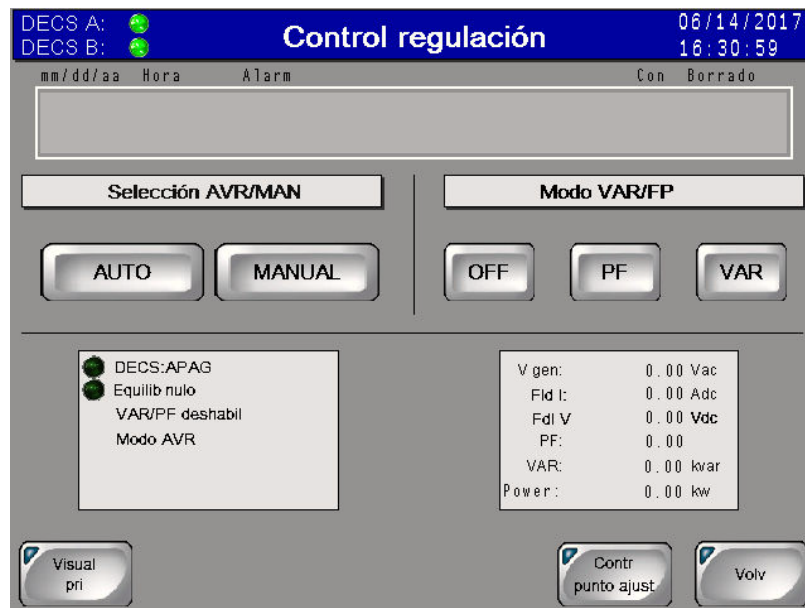 DECS A:
DECS B:
Control regulación
06/14/2017
16:30:59
mm/dd/aa Hora Alarm Con Borrado
Selección AVR/MAN
Modo VAR/FP
AUTO
MANUAL
OFF
PF
VAR
DECS:APAG
Equilib nulo
VAR/PF deshabil
Modo AVR
V gen: 0.00 Vac
Fld I: 0.00 Adc
Fdl V 0.00 Vdc
PF: 0.00
VAR: 0.00 kvar
Power: 0.00 kw
Visual
pri
Contr
punto ajust
Volv